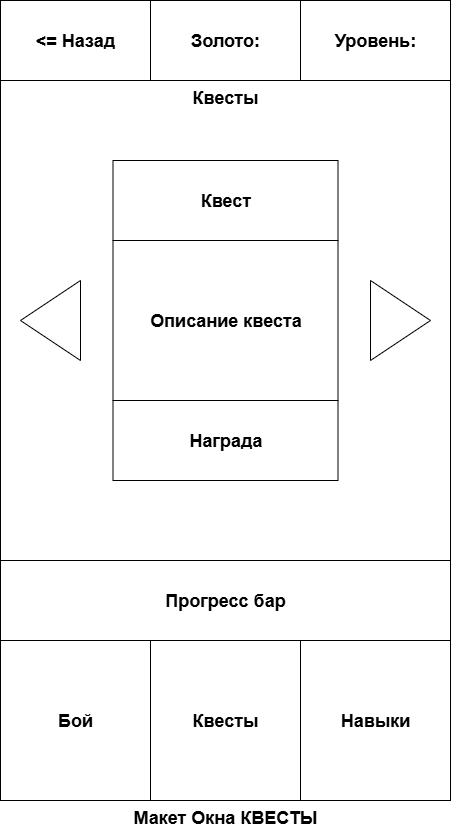 <= Назад
Золото:
Уровень:
Квесты
Квест
Описание квеста
Награда
Прогресс бар
Бой
Квесты
Навыки
Макет Окна КВЕСТЫ